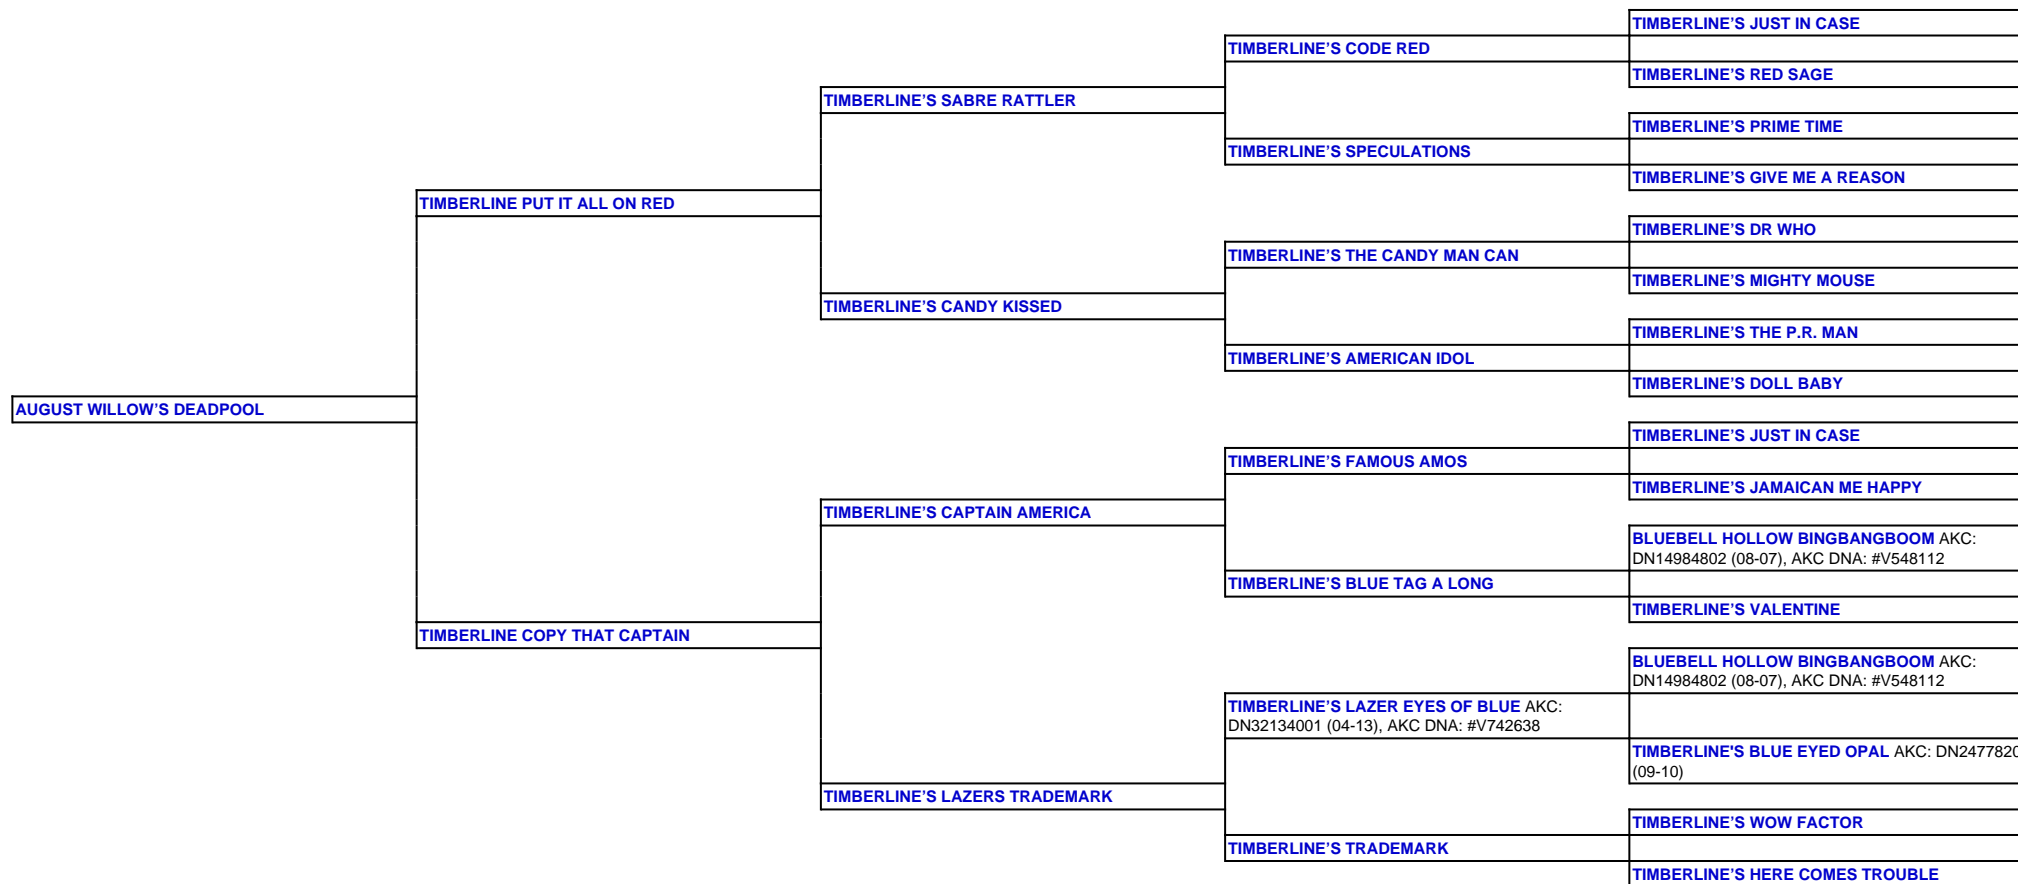 TIMBERLINE’S JUST IN CASE
TIMBERLINE’S CODE RED
TIMBERLINE’S RED SAGE
TIMBERLINE’S SABRE RATTLER
TIMBERLINE’S PRIME TIME
TIMBERLINE’S SPECULATIONS
TIMBERLINE’S GIVE ME A REASON
TIMBERLINE PUT IT ALL ON RED
TIMBERLINE’S DR WHO
TIMBERLINE’S THE CANDY MAN CAN
TIMBERLINE’S MIGHTY MOUSE
TIMBERLINE’S CANDY KISSED
TIMBERLINE’S THE P.R. MAN
TIMBERLINE’S AMERICAN IDOL
TIMBERLINE’S DOLL BABY
AUGUST WILLOW’S DEADPOOL
TIMBERLINE’S JUST IN CASE
TIMBERLINE’S FAMOUS AMOS
TIMBERLINE’S JAMAICAN ME HAPPY
TIMBERLINE’S CAPTAIN AMERICA
BLUEBELL HOLLOW BINGBANGBOOM AKC:
DN14984802 (08-07), AKC DNA: #V548112
TIMBERLINE’S BLUE TAG A LONG
TIMBERLINE’S VALENTINE
TIMBERLINE COPY THAT CAPTAIN
BLUEBELL HOLLOW BINGBANGBOOM AKC:
DN14984802 (08-07), AKC DNA: #V548112
TIMBERLINE’S LAZER EYES OF BLUE AKC:
DN32134001 (04-13), AKC DNA: #V742638
TIMBERLINE'S BLUE EYED OPAL AKC: DN2477820
(09-10)
TIMBERLINE’S LAZERS TRADEMARK
TIMBERLINE’S WOW FACTOR
TIMBERLINE’S TRADEMARK
TIMBERLINE’S HERE COMES TROUBLE